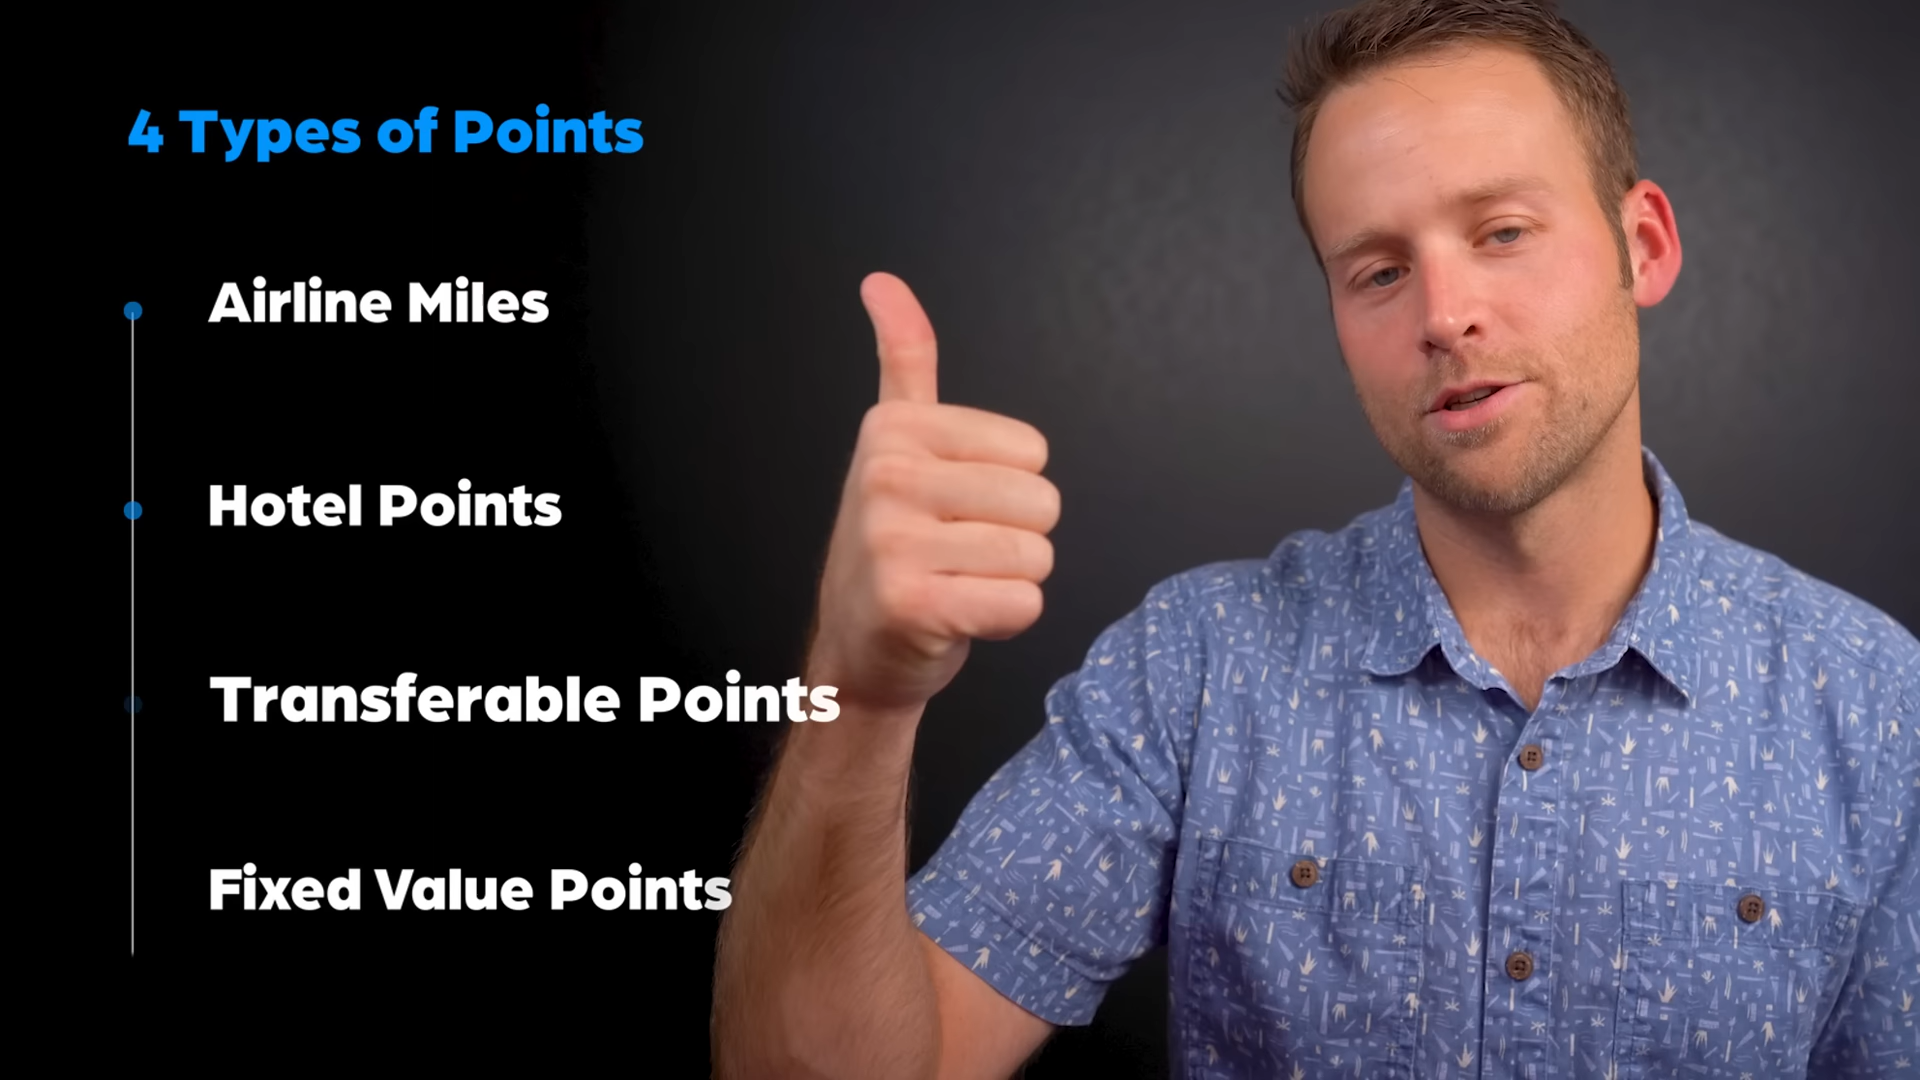 4 Types of Points
Airline Miles
Hotel Points
Transferable Points
Fixed Value Points